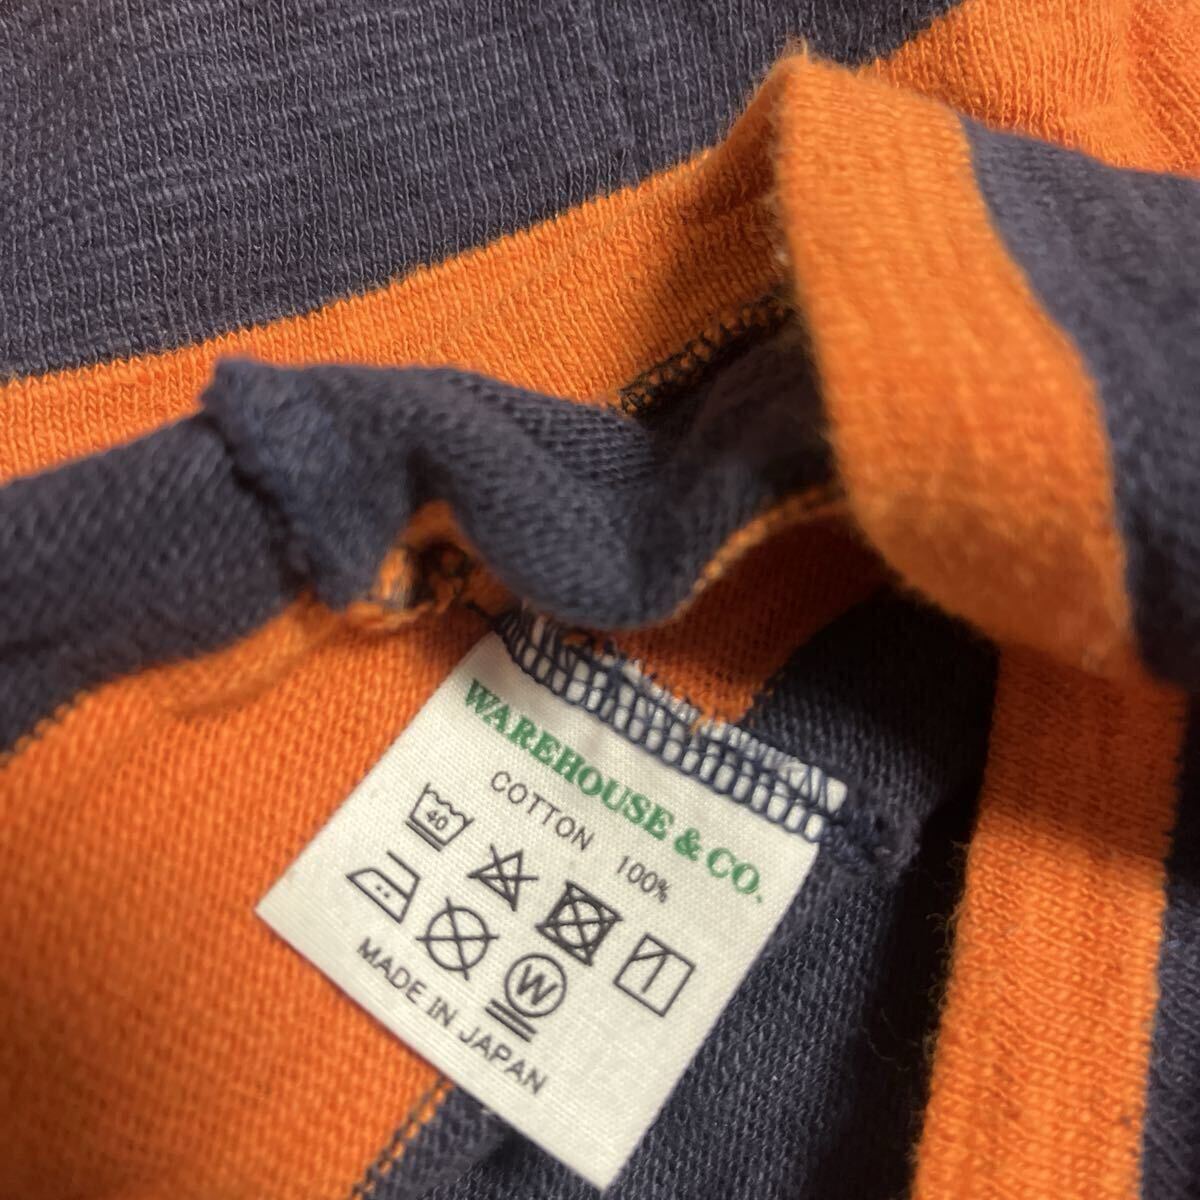 WAREHOUSE & CO.
COTTON 100%
40
W
MADE IN JAPAN